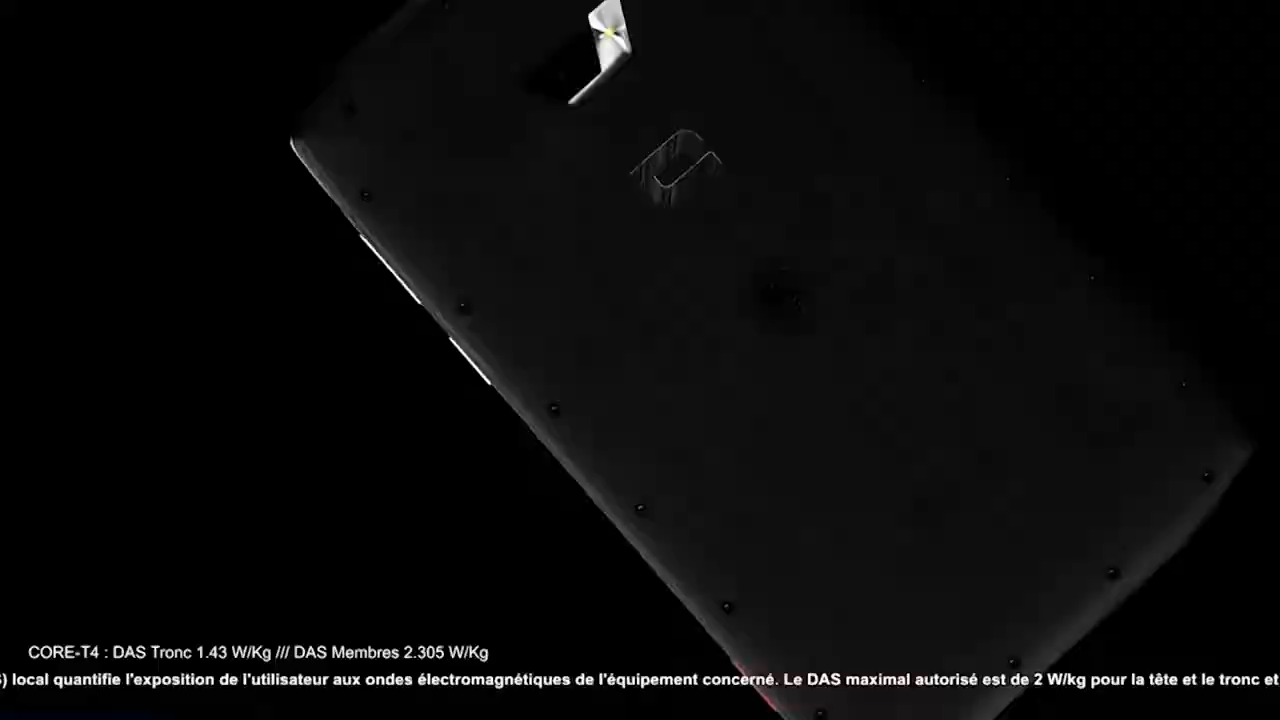 CORE-T4 : DAS Tronc 1.43 W/Kg /// DAS Membres 2.305 W/Kg
) local quantifie l'exposition de l'utilisateur aux ondes électromagnétiques de l'équipement concerné. Le DAS maximal autorisé est de 2 W/kg pour la tête et le tronc et